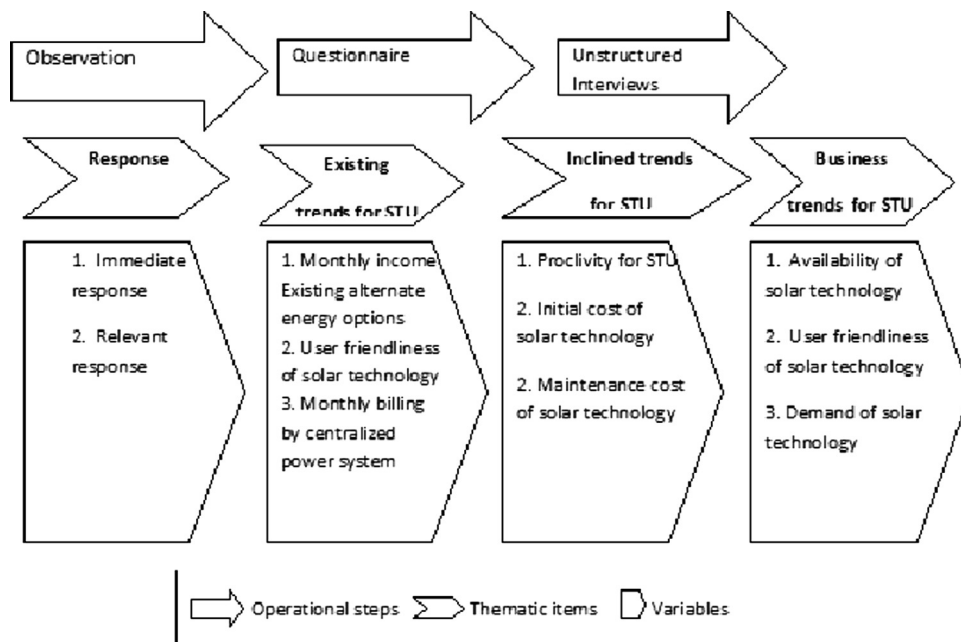 Observation
Questionnaire
Unstructured
Interviews
Response
Existing
trends for STU
Inclined trends
for STU
Business
trends for STU
1. Immediate
response
2. Relevant
response
1. Monthly income
Existing alternate
energy options
2. User friendliness
of solar technology
3. Monthly billing
by centralized
power system
1. Proclivity for STU
2. Initial cost of
solar technology
2. Maintenance cost
of solar technology
1. Availability of
solar technology
2. User friendliness
of solar technology
3. Demand of solar
technology
Operational steps
Thematic items
Variables